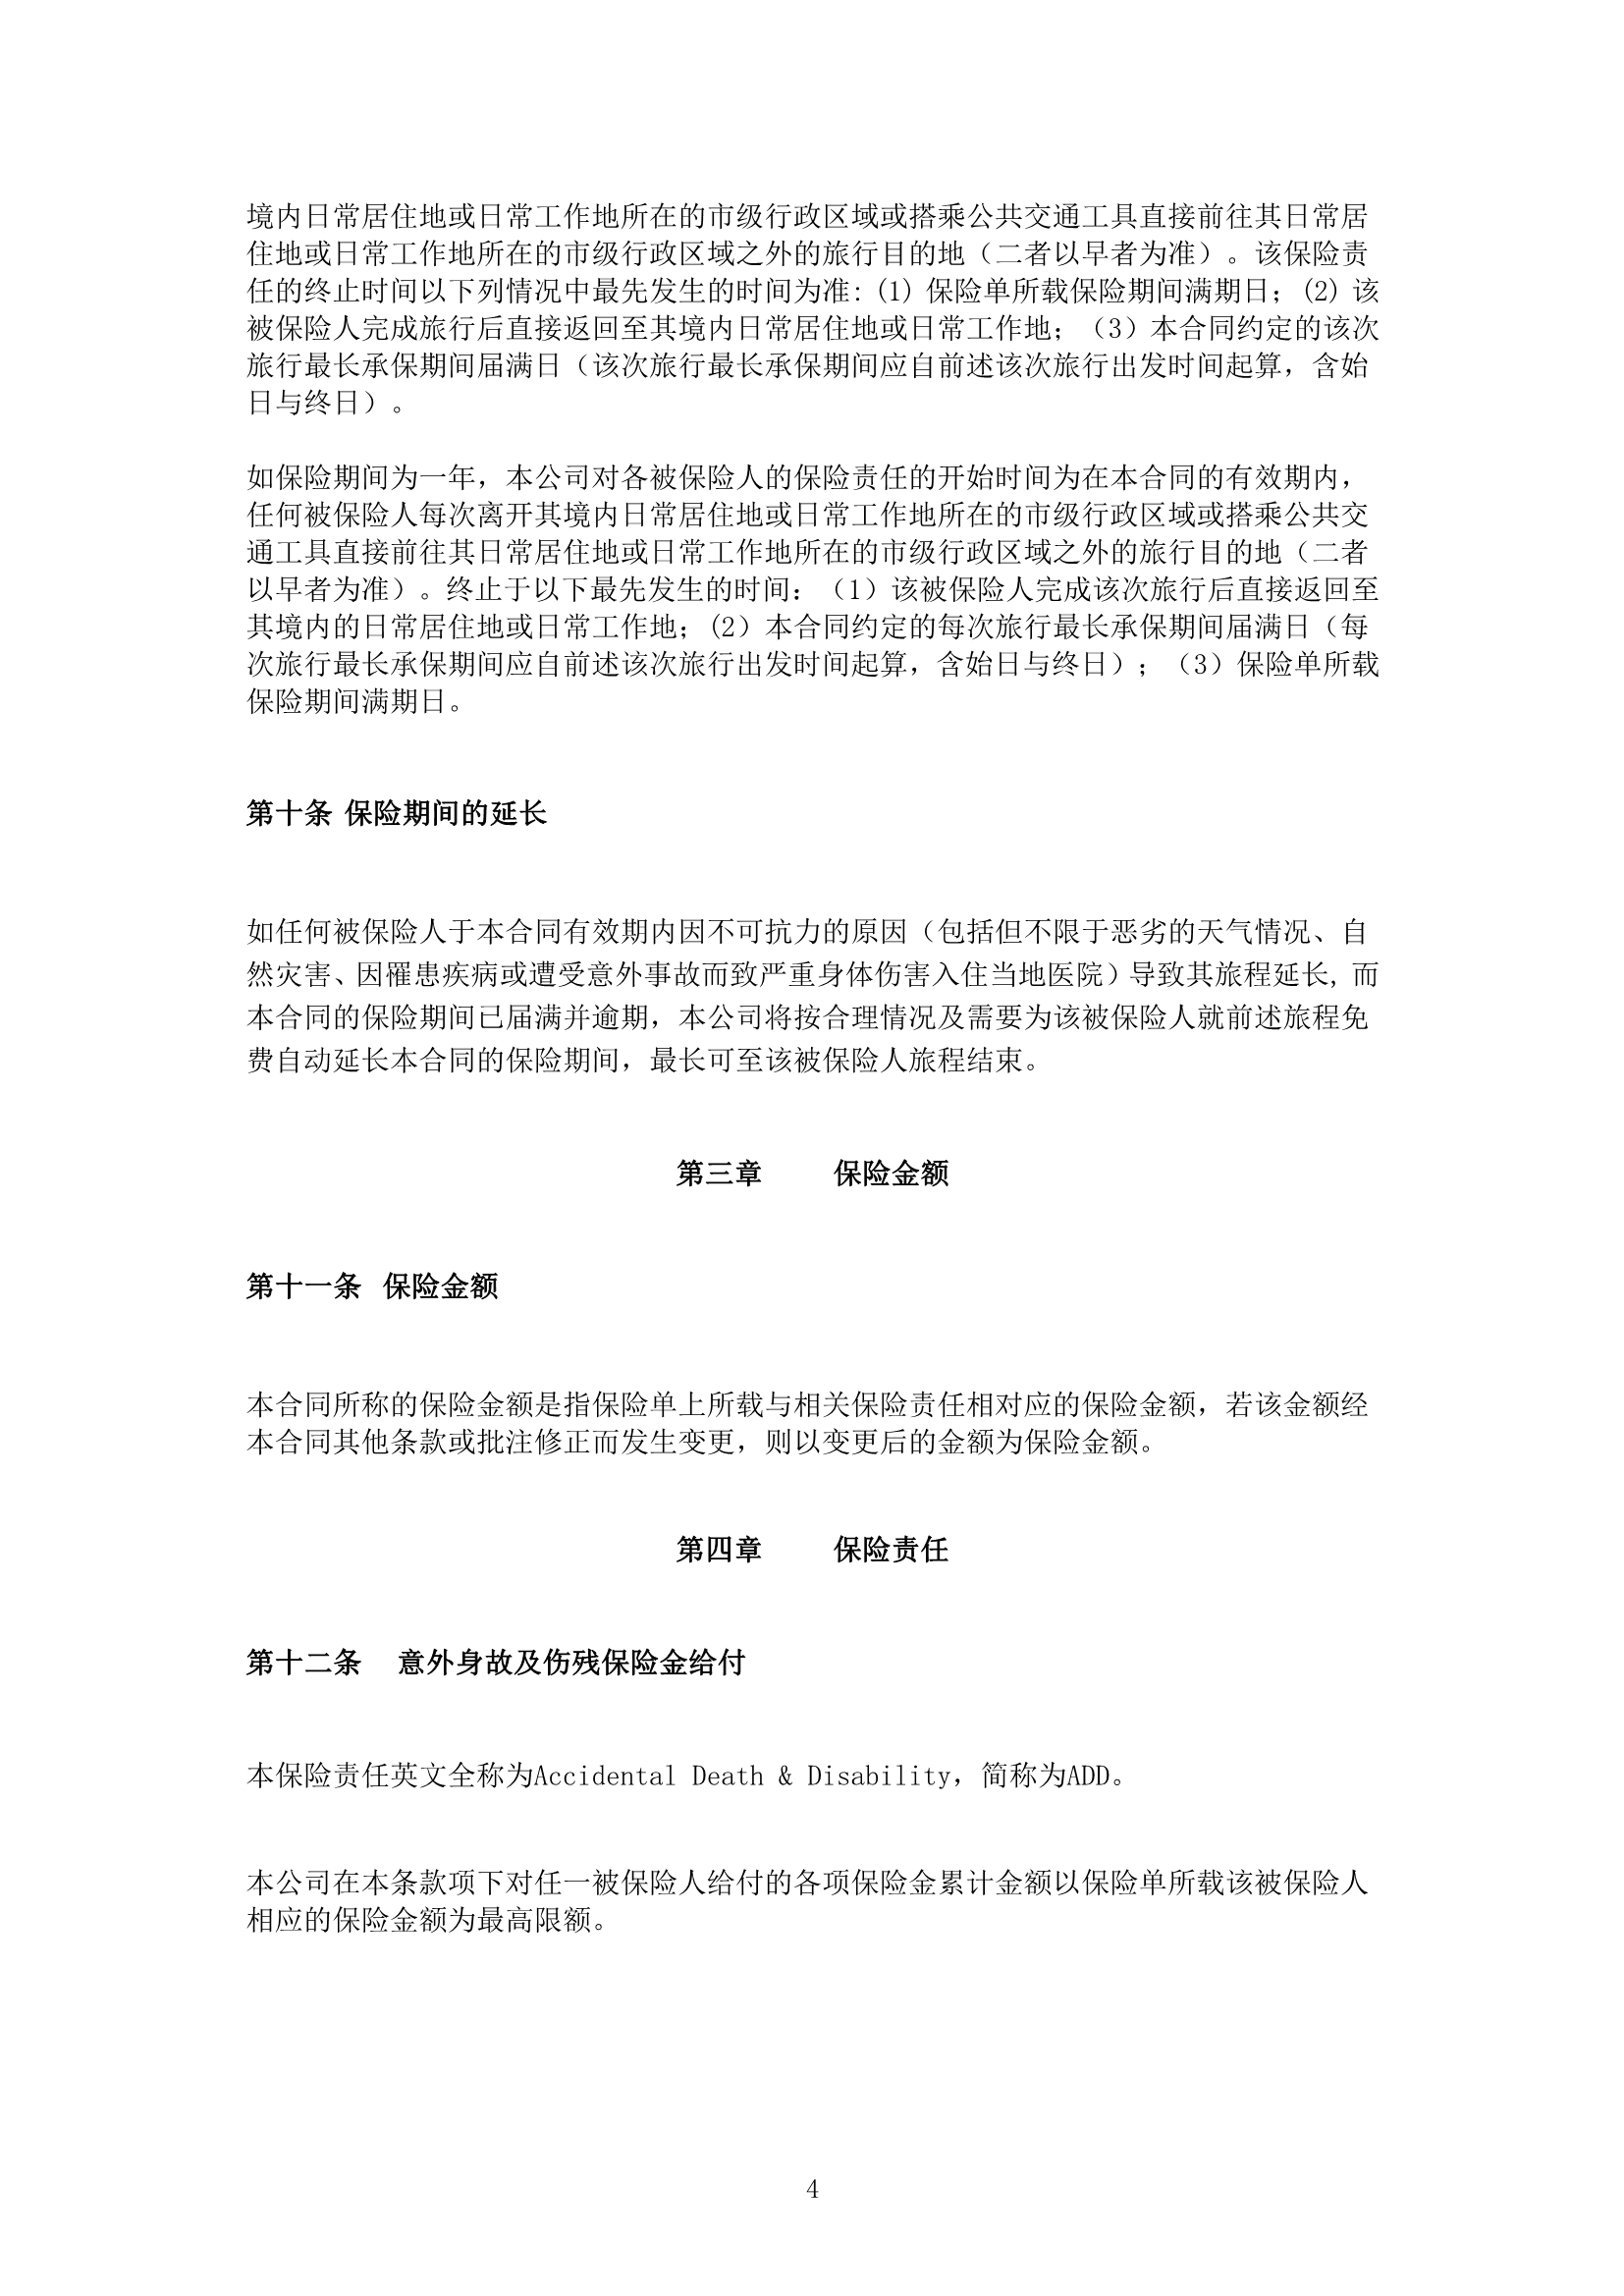 境内日常居住地或日常工作地所在的市级行政区域或搭乘公共交通工具直接前往其日常居
住地或日常工作地所在的市级行政区域之外的旅行目的地（二者以早者为准）。该保险责
任的终止时间以下列情况中最先发生的时间为准: (1) 保险单所载保险期间满期日；(2) 该
被保险人完成旅行后直接返回至其境内日常居住地或日常工作地；（3）本合同约定的该次
旅行最长承保期间届满日（该次旅行最长承保期间应自前述该次旅行出发时间起算，含始
日与终日）。
如保险期间为一年，本公司对各被保险人的保险责任的开始时间为在本合同的有效期内，
任何被保险人每次离开其境内日常居住地或日常工作地所在的市级行政区域或搭乘公共交
通工具直接前往其日常居住地或日常工作地所在的市级行政区域之外的旅行目的地（二者
以早者为准）。终止于以下最先发生的时间：（1）该被保险人完成该次旅行后直接返回至
其境内的日常居住地或日常工作地；(2）本合同约定的每次旅行最长承保期间届满日（每
次旅行最长承保期间应自前述该次旅行出发时间起算，含始日与终日）；（3）保险单所载
保险期间满期日。
第十条 保险期间的延长
如任何被保险人于本合同有效期内因不可抗力的原因（包括但不限于恶劣的天气情况、自
然灾害、因罹患疾病或遭受意外事故而致严重身体伤害入住当地医院）导致其旅程延长, 而
本合同的保险期间已届满并逾期，本公司将按合理情况及需要为该被保险人就前述旅程免
费自动延长本合同的保险期间，最长可至该被保险人旅程结束。
第三章 保险金额
第十一条 保险金额
本合同所称的保险金额是指保险单上所载与相关保险责任相对应的保险金额，若该金额经
本合同其他条款或批注修正而发生变更，则以变更后的金额为保险金额。
第四章 保险责任
第十二条 意外身故及伤残保险金给付
本保险责任英文全称为Accidental Death & Disability，简称为ADD。
本公司在本条款项下对任一被保险人给付的各项保险金累计金额以保险单所载该被保险人
相应的保险金额为最高限额。
4